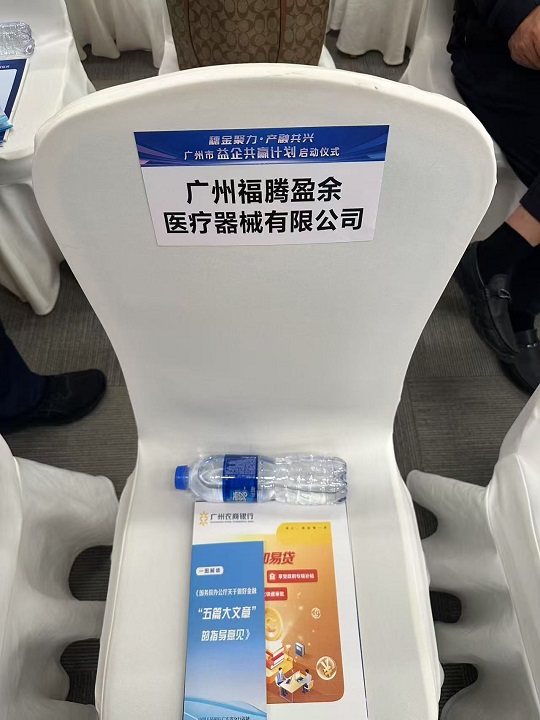 穗金聚力·产融共兴
广州市益企共赢计划启动仪式
广州福腾盈余
医疗器械有限公司
广州农商银行
易贷
一图解读
《国务院办公厅关于做好金融
“五篇大文章”
的指导意见》